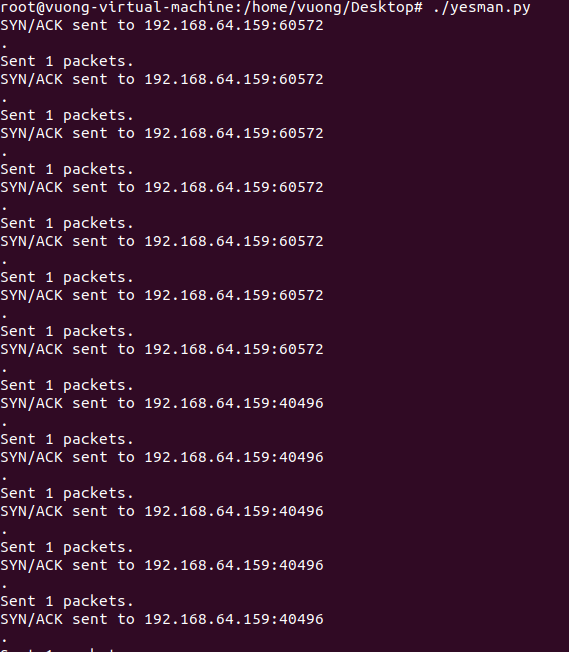 root@vuong-virtual-machine:/home/vuong/Desktop# ./yesman.py
SYN/ACK sent to 192.168.64.159:60572
.
Sent 1 packets.
SYN/ACK sent to 192.168.64.159:60572
.
Sent 1 packets.
SYN/ACK sent to 192.168.64.159:60572
.
Sent 1 packets.
SYN/ACK sent to 192.168.64.159:60572
.
Sent 1 packets.
SYN/ACK sent to 192.168.64.159:60572
.
Sent 1 packets.
SYN/ACK sent to 192.168.64.159:60572
.
Sent 1 packets.
SYN/ACK sent to 192.168.64.159:60572
.
Sent 1 packets.
SYN/ACK sent to 192.168.64.159:40496
.
Sent 1 packets.
SYN/ACK sent to 192.168.64.159:40496
.
Sent 1 packets.
SYN/ACK sent to 192.168.64.159:40496
.
Sent 1 packets.
SYN/ACK sent to 192.168.64.159:40496
.
Sent 1 packets.
SYN/ACK sent to 192.168.64.159:40496
.